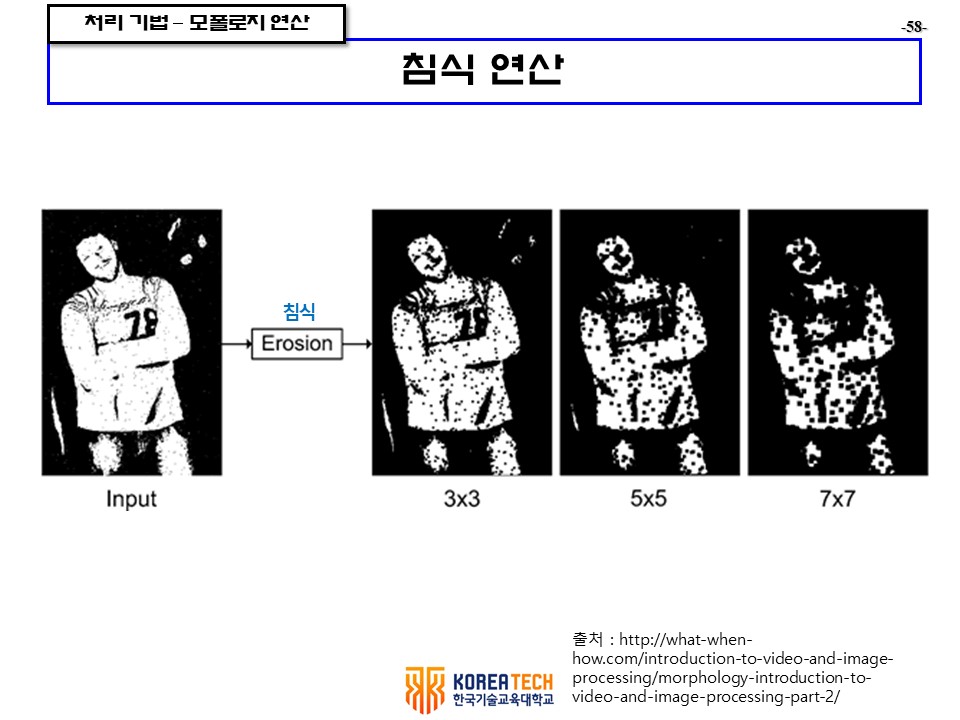 처리 기법 – 모폴로지 연산
-58-
침식 연산
침식
Erosion
78
Input
3x3
5x5
7x7
출처 : http://what-when-
how.com/introduction-to-video-and-image-
processing/morphology-introduction-to-
video-and-image-processing-part-2/
KOREATECH
한국기술교육대학교